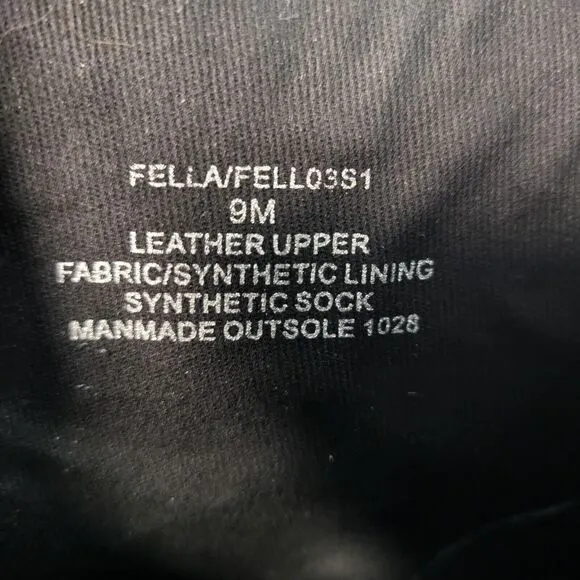 FELLA/FELL03S1
9M
LEATHER UPPER
FABRIC/SYNTHETIC LINING
SYNTHETIC SOCK
MANMADE OUTSOLE 1028